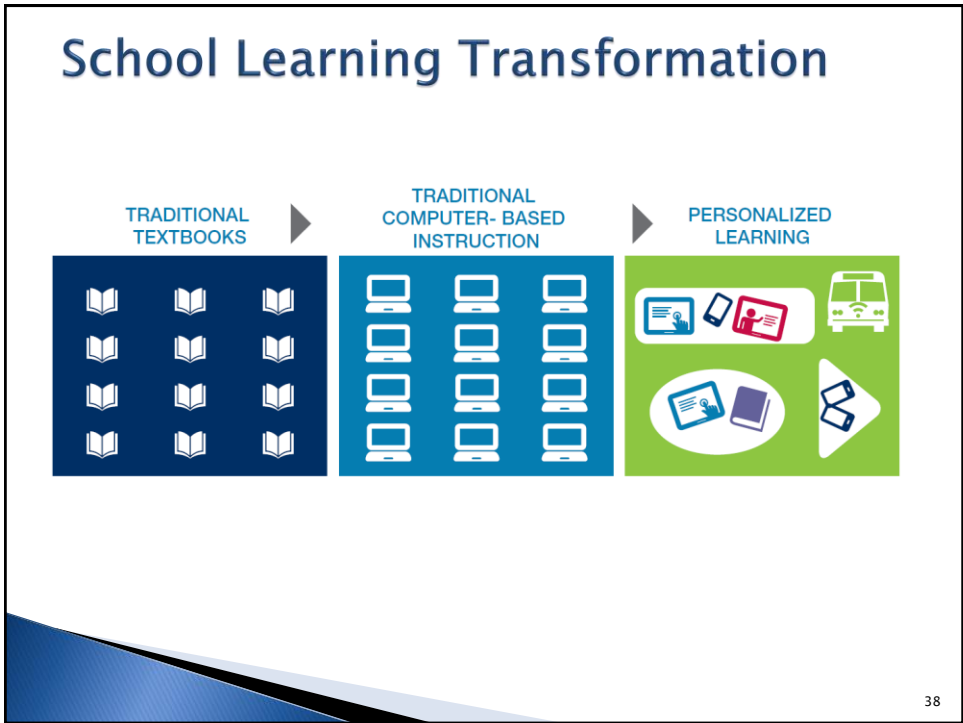 School Learning Transformation
TRADITIONAL
TEXTBOOKS
TRADITIONAL
COMPUTER- BASED
INSTRUCTION
PERSONALIZED
LEARNING
38